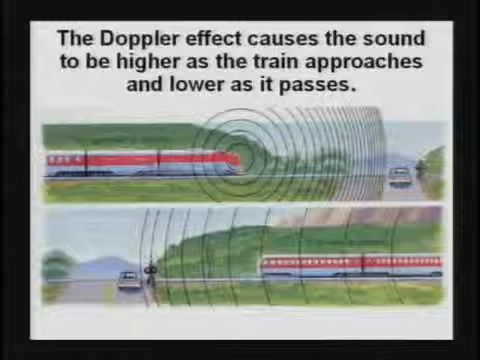 The Doppler effect causes the sound
to be higher as the train approaches
and lower as it passes.